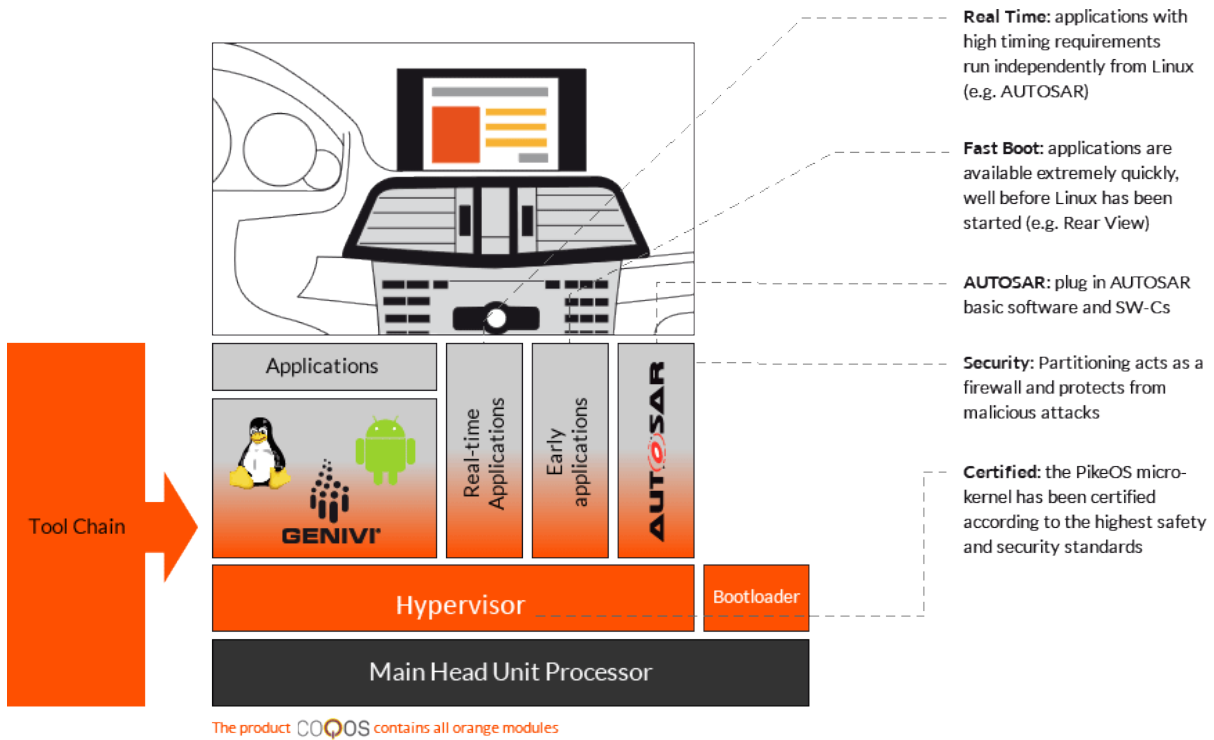 Real Time: applications with
high timing requirements
run independently from Linux
(e.g. AUTOSAR)
Fast Boot: applications are
available extremely quickly,
well before Linux has been
started (e.g. Rear View)
AUTOSAR: plug in AUTOSAR
basic software and SW-Cs
Security: Partitioning acts as a
firewall and protects from
malicious attacks
Certified: the PikeOS micro-
kernel has been certified
according to the highest safety
and security standards
Tool Chain
Applications
GENIVI
Real-time
Applications
Early
applications
AUTOSAR
Hypervisor
Bootloader
Main Head Unit Processor
The product COQOS contains all orange modules